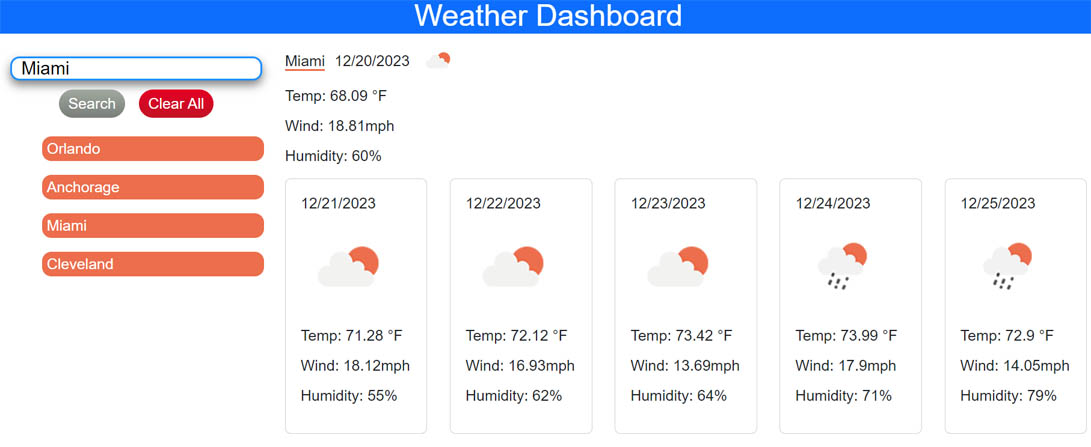 Weather Dashboard
Miami
Search Clear All
Orlando
Anchorage
Miami
Cleveland
Miami 12/20/2023
Temp: 68.09 °F
Wind: 18.81mph
Humidity: 60%
12/21/2023
Temp: 71.28 °F
Wind: 18.12mph
Humidity: 55%
12/22/2023
Temp: 72.12 °F
Wind: 16.93mph
Humidity: 62%
12/23/2023
Temp: 73.42 °F
Wind: 13.69mph
Humidity: 64%
12/24/2023
Temp: 73.99 °F
Wind: 17.9mph
Humidity: 71%
12/25/2023
Temp: 72.9 °F
Wind: 14.05mph
Humidity: 79%